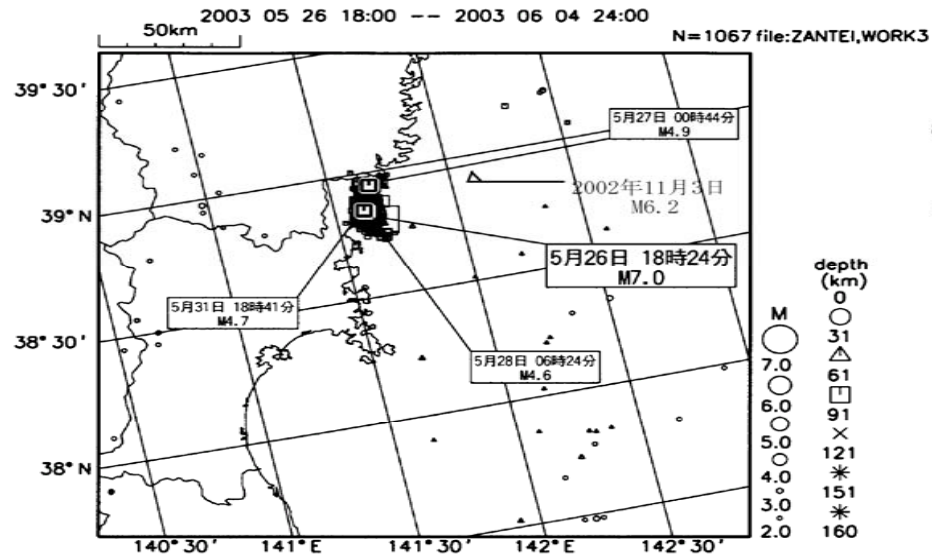 2003 05 26 18:00 -- 2003 06 04 24:00
50km
N=1067 file:ZANTEI,WORK3
39°30′
5月27日 00時44分
M4.9
2002年11月3日
M6.2
39°N
5月26日 18時24分
M7.0
depth
(km)
0
31
61
91
121
151
160
5月31日 18時41分
M4.7
M
7.0
6.0
5.0
4.0
3.0
2.0
38°30′
5月28日 06時24分
M4.6
38°N
140°30′
141°E
141°30′
142°E
142°30′